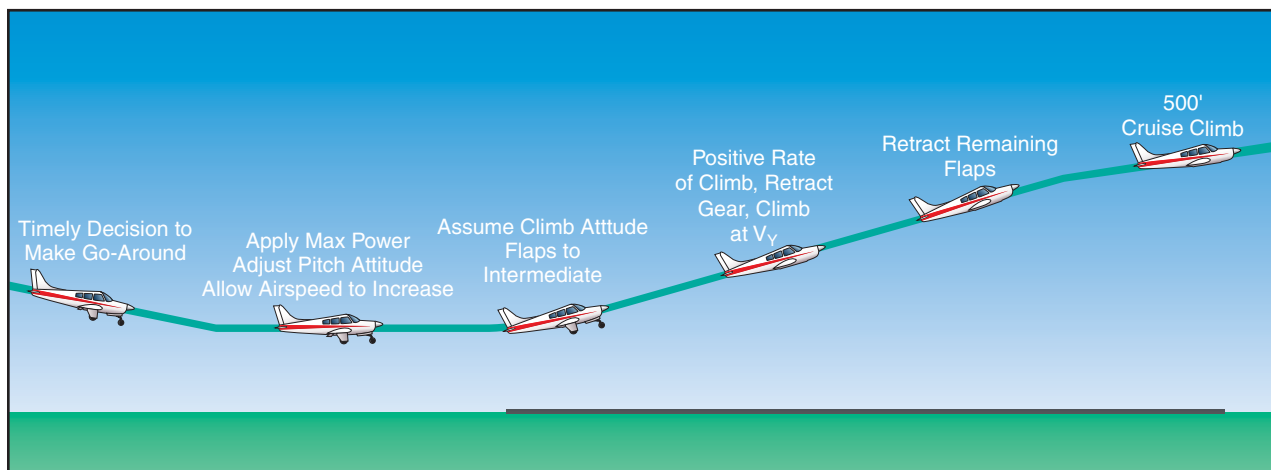 Timely Decision to
Make Go-Around
Apply Max Power
Adjust Pitch Attitude
Allow Airspeed to Increase
Assume Climb Atttude
Flaps to
Intermediate
Positive Rate
of Climb, Retract
Gear, Climb
at VY
Retract Remaining
Flaps
500'
Cruise Climb